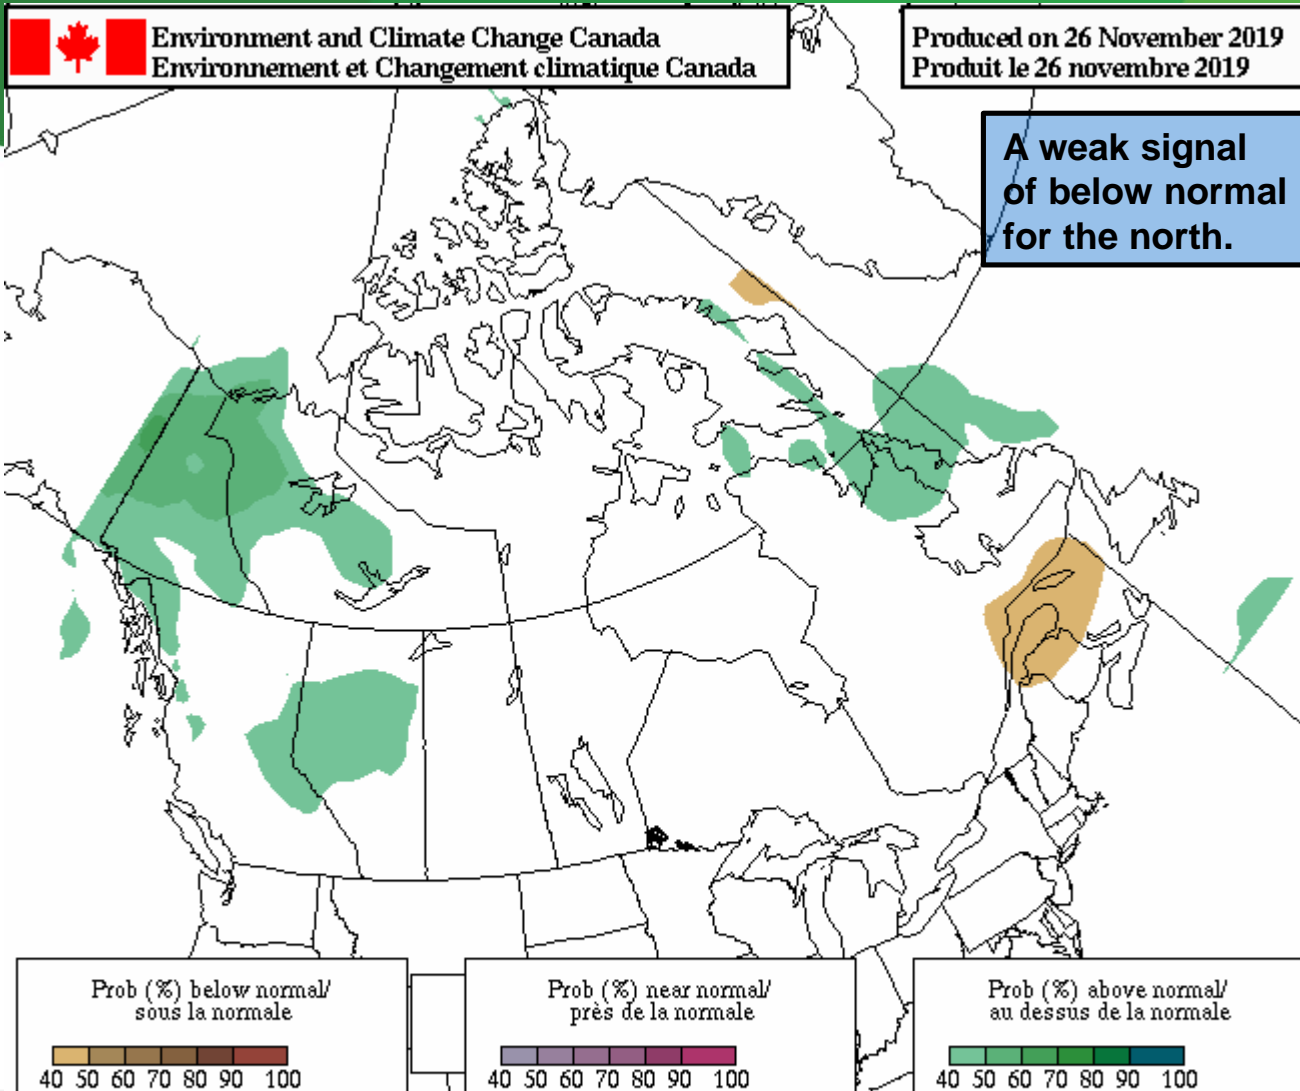 Environment and Climate Change Canada
Environnement et Changement climatique Canada
Produced on 26 November 2019
Produit le 26 novembre 2019
A weak signal
of below normal
for the north.
Prob (%) below normal/
sous la normale
40 50 60 70 80 90 100
Prob (%) near normal/
près de la normale
40 50 60 70 80 90 100
Prob (%) above normal/
au dessus de la normale
40 50 60 70 80 90 100